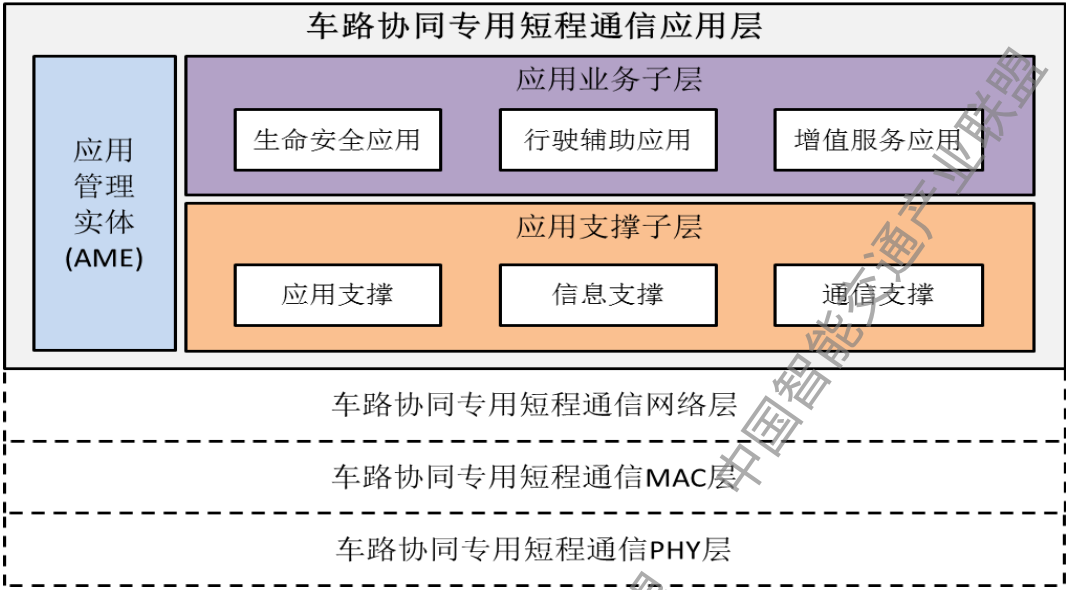 车路协同专用短程通信应用层
应用
管理
实体
(AME)
应用业务子层
生命安全应用
行驶辅助应用
增值服务应用
应用支撑子层
应用支撑
信息支撑
通信支撑
车路协同专用短程通信网络层
车路协同专用短程通信MAC层
车路协同专用短程通信PHY层
中国智能交通产业联盟
盟